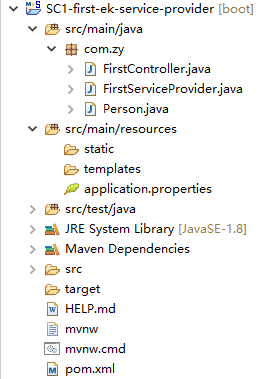 SC1-first-ek-service-provider [boot]
src/main/java
com.zy
FirstController.java
FirstServiceProvider.java
Person.java
src/main/resources
static
templates
application.properties
src/test/java
JRE System Library [JavaSE-1.8]
Maven Dependencies
src
target
HELP.md
mvnw
mvnw.cmd
pom.xml